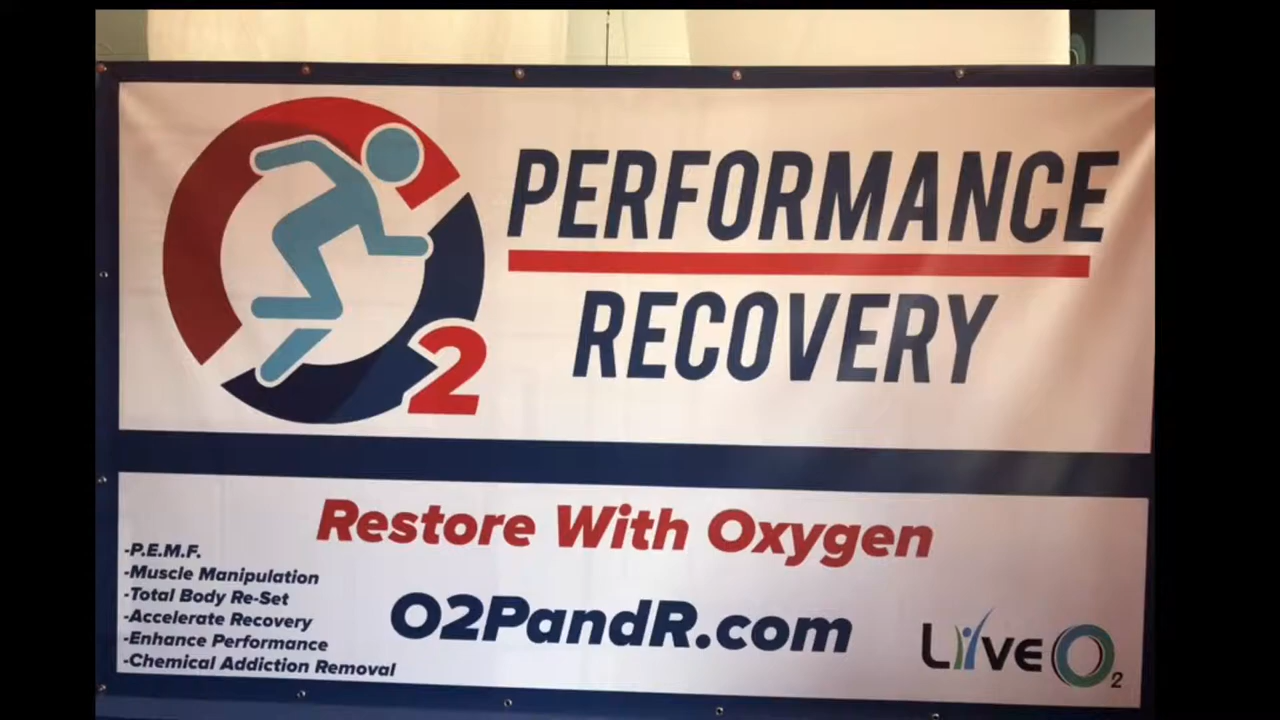 PERFORMANCE
RECOVERY
2
Restore With Oxygen
-P.E.M.F.
-Muscle Manipulation
-Total Body Re-Set
-Accelerate Recovery
-Enhance Performance
-Chemical Addiction Removal
O2PandR.com
LiveO2